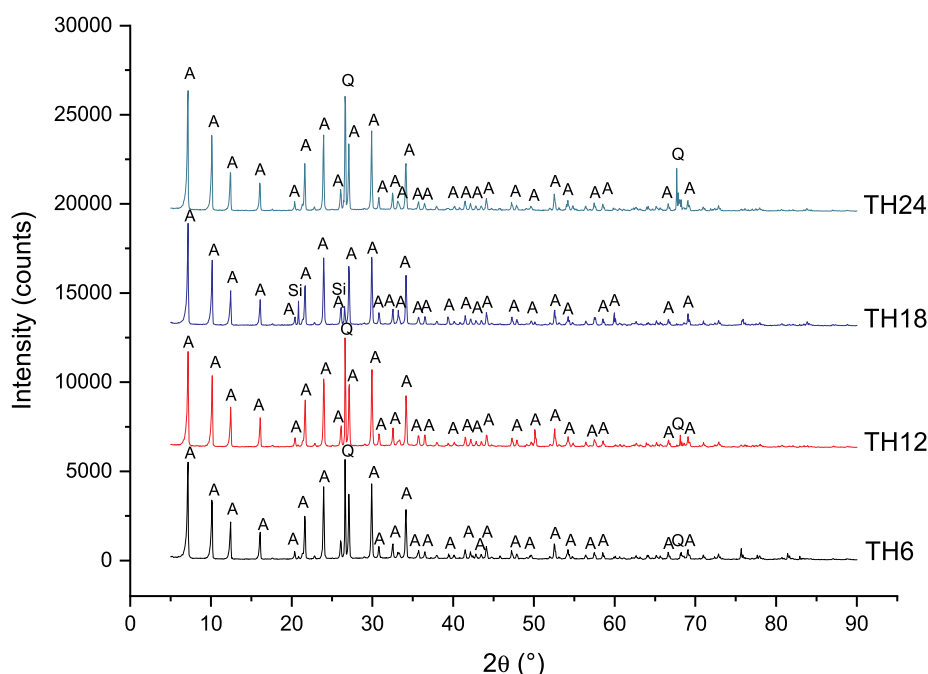 30000
25000
20000
15000
10000
5000
0
Intensity (counts)
A A A A A A A A Q A A A A A A A A A A A A A A A A A A A A A Q A
TH24
A A A A A Si A A Si A A A A A A A A A A A A A A A A A A A A A A
TH18
A A A A A A A A Q A A A A A A A A A A A A A A A A A A Q A
TH12
A A A A A A A Q A A A A A A A A A A A A A A A A A Q A
TH6
0 10 20 30 40 50 60 70 80 90
2θ (°)